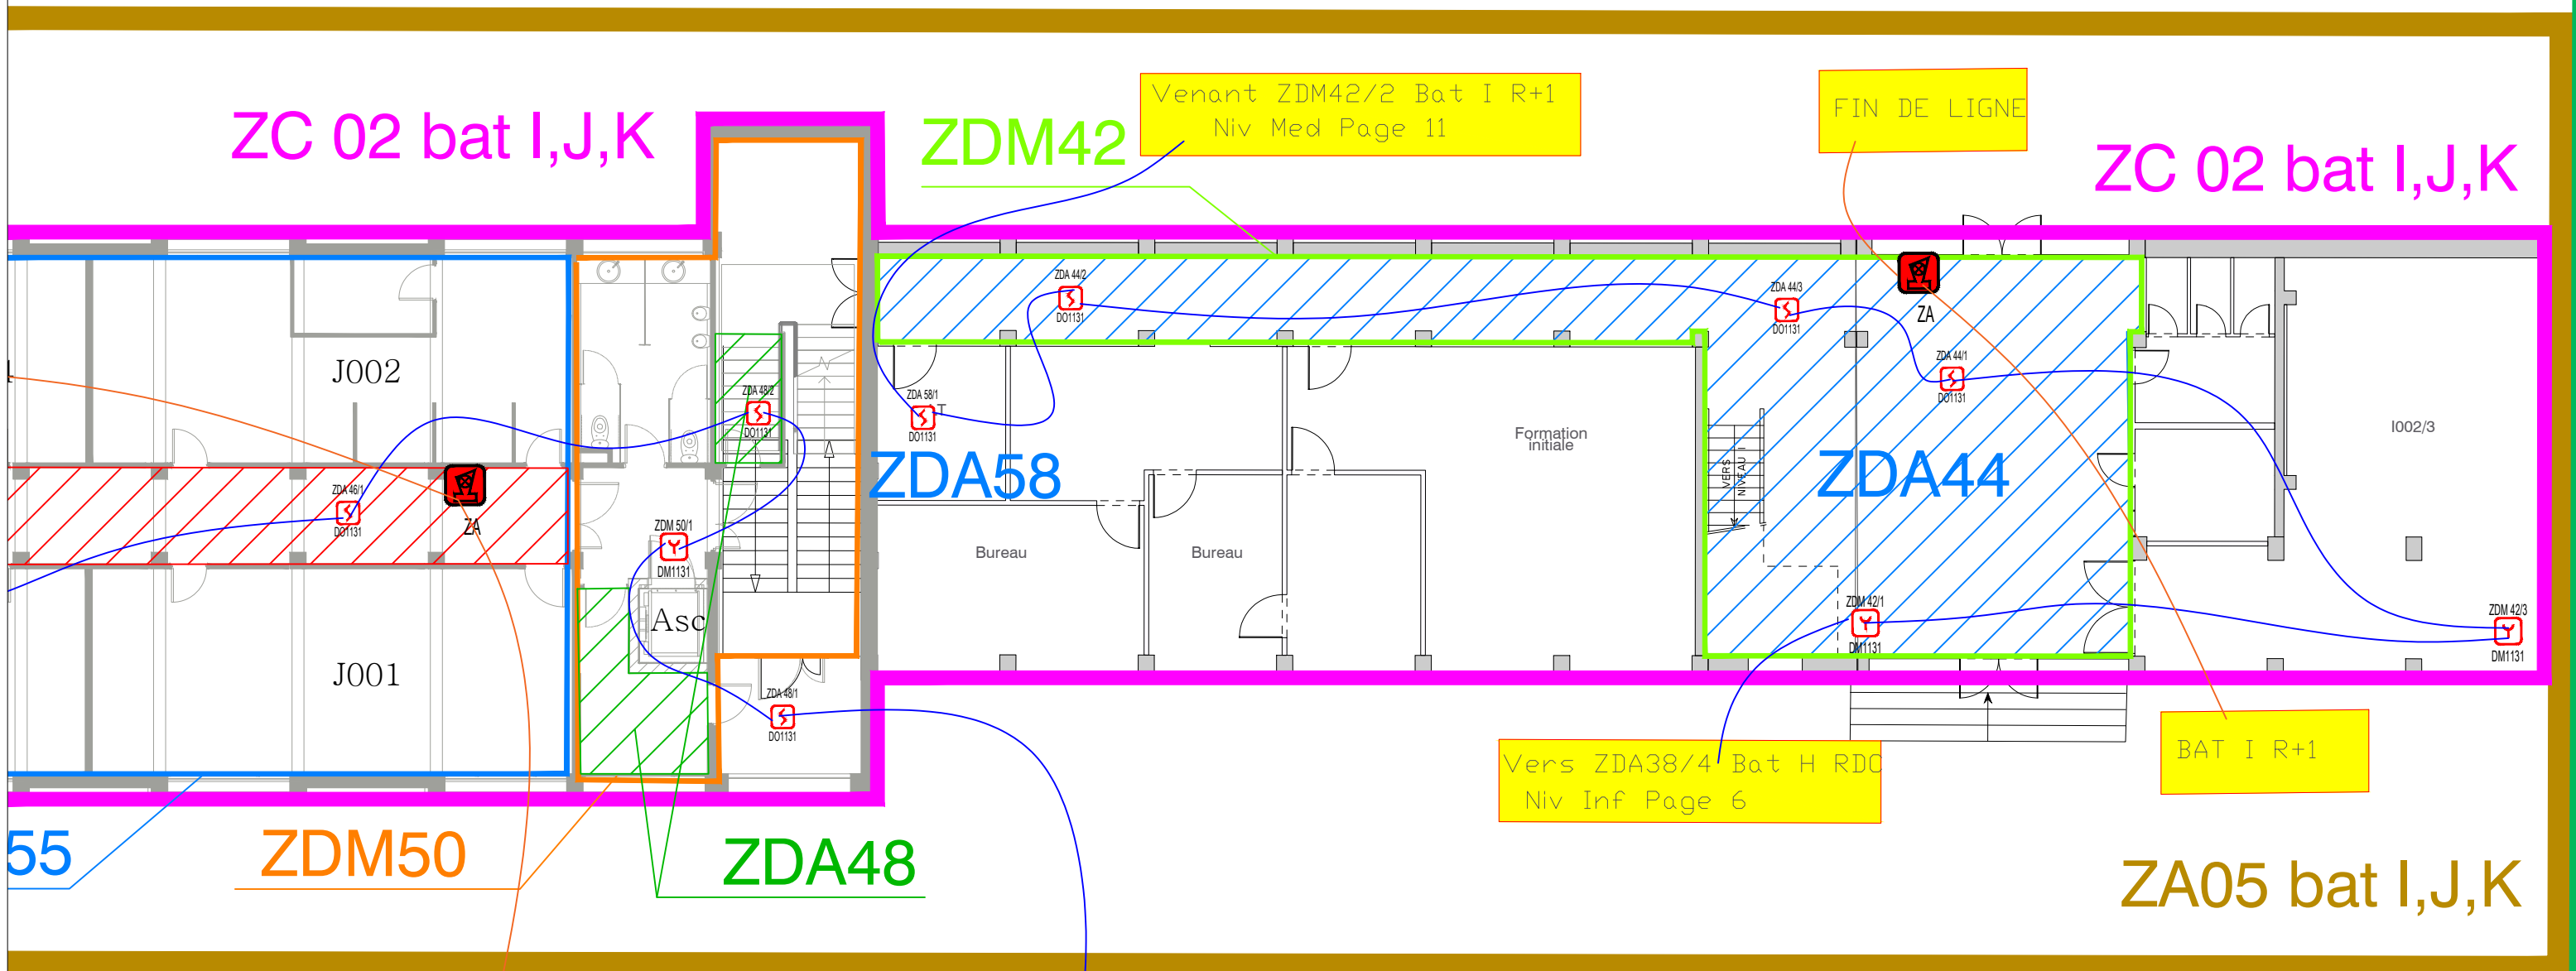 Venant ZDM42/2 Bat I R+1
Niv Med Page 11
FIN DE LIGNE
ZC 02 bat I,J,K
ZDM42
ZC 02 bat I,J,K
ZDA 44/2
DO1131
ZDA 44/3
DO1131
ZA
ZDA 44/1
DO1131
J002
ZDA 48/2
DO1131
ZDA 58/1
T
DO1131
Formation
initiale
I002/3
ZDA58
ZDA44
VERS
NIVEAU I
ZDA 46/1
DO1131
ZA
ZDM 50/1
DM1131
Bureau
Bureau
Asc
ZDM 42/1
DM1131
ZDM 42/3
DM1131
J001
ZDA 48/1
DO1131
Vers ZDA38/4 Bat H RDC
Niv Inf Page 6
BAT I R+1
55
ZDM50
ZDA48
ZA05 bat I,J,K